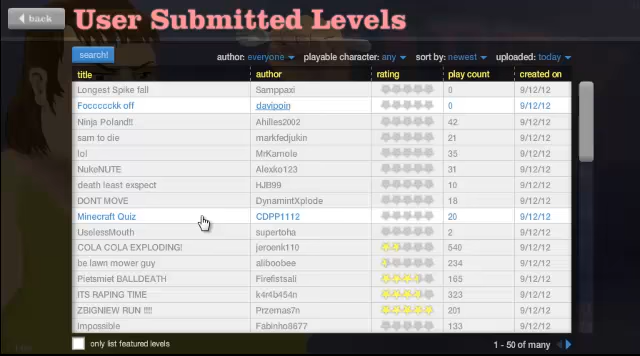 back
User Submitted Levels
search!
author: everyone playable character: any sort by: newest uploaded: today
title author rating play count created on
Longest Spike fall Samppaxi 0 9/12/12
Foccccckk off davipoin 0 9/12/12
Ninja Poland!! Ahilies2002 42 9/12/12
sam to die markfedjukin 21 9/12/12
lol MrKamole 35 9/12/12
NukeNUTE Alexko123 31 9/12/12
death least exspect HJB99 10 9/12/12
DONT MOVE DynamintXplode 18 9/12/12
Minecraft Quiz CDPP1112 20 9/12/12
UselessMouth supertoha 2 9/12/12
COLA COLA EXPLODING! jeroenk110 540 9/12/12
be lawn mower guy aliboobee 234 9/12/12
Pietsmiet BALLDEATH Firefistsali 165 9/12/12
ITS RAPING TIME k4r4b454n 323 9/12/12
ZBIGNIEW RUN !!!! Przemas7n 201 9/12/12
Impossible Fabinho8677 133 9/12/12
only list featured levels 1 - 50 of many